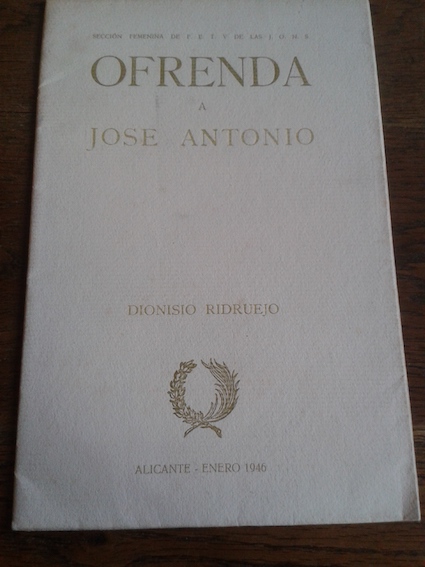 SECCIÓN FEMENINA DE F. E. T. Y DE LAS J. O. N. S.
OFRENDA
A
JOSE ANTONIO
DIONISIO RIDRUEJO
ALICANTE - ENERO 1946